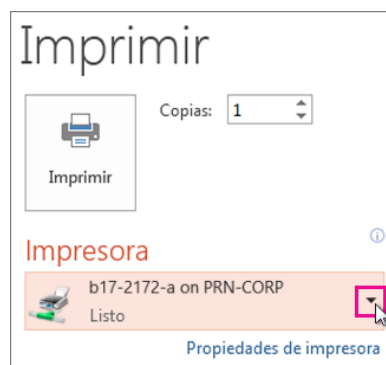 Imprimir
Copias: 1
Imprimir
Impresora
b17-2172-a on PRN-CORP
Listo
Propiedades de impresora